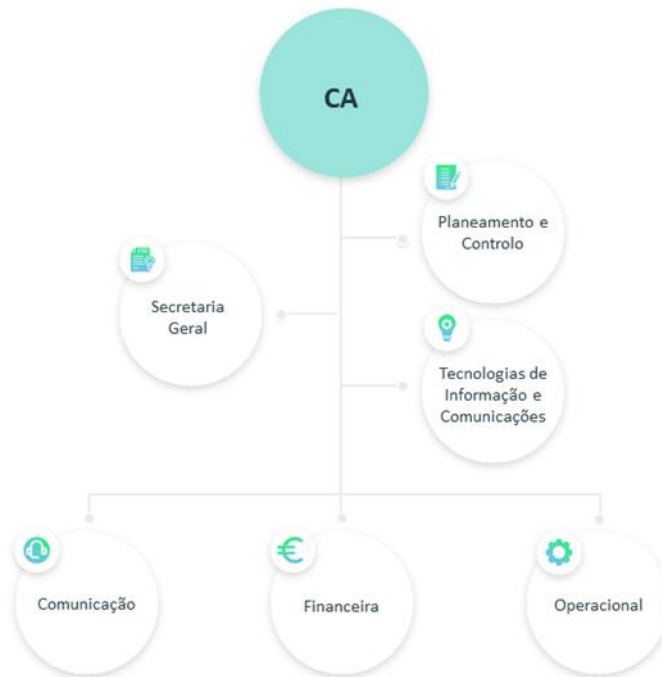 CA
Planeamento e
Controlo
Secretaria
Geral
Tecnologias de
Informação e
Comunicações
Comunicação
Financeira
Operacional